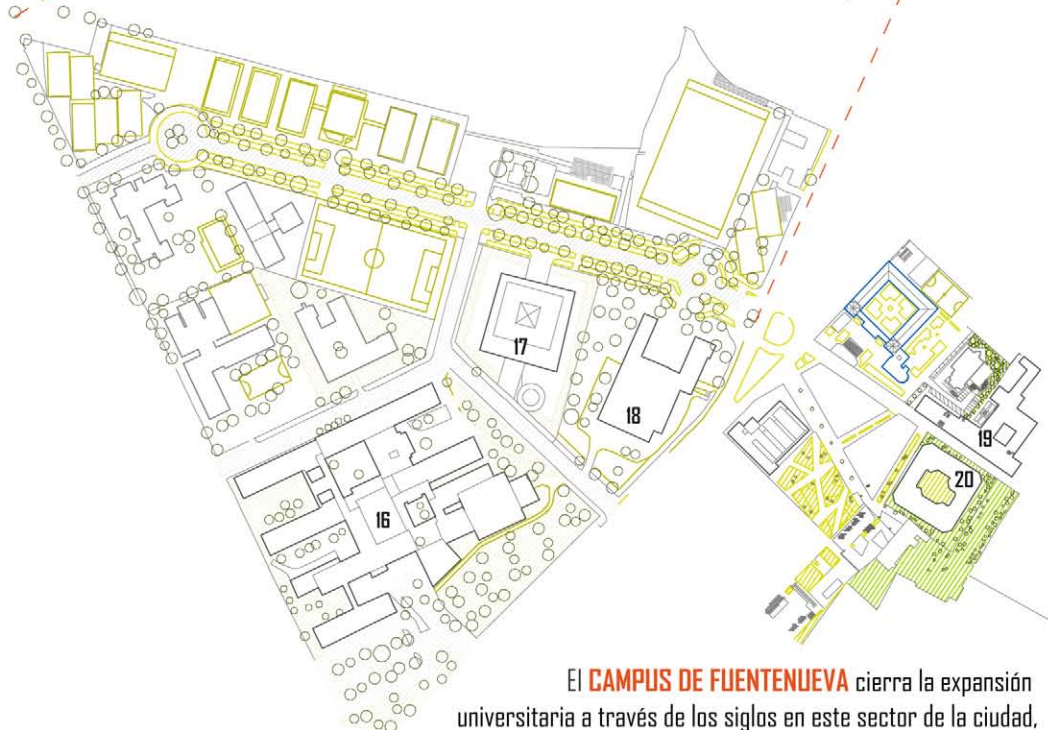 17
18
19
20
16
El CAMPUS DE FUENTENUEVA cierra la expansión
universitaria a través de los siglos en este sector de la ciudad,